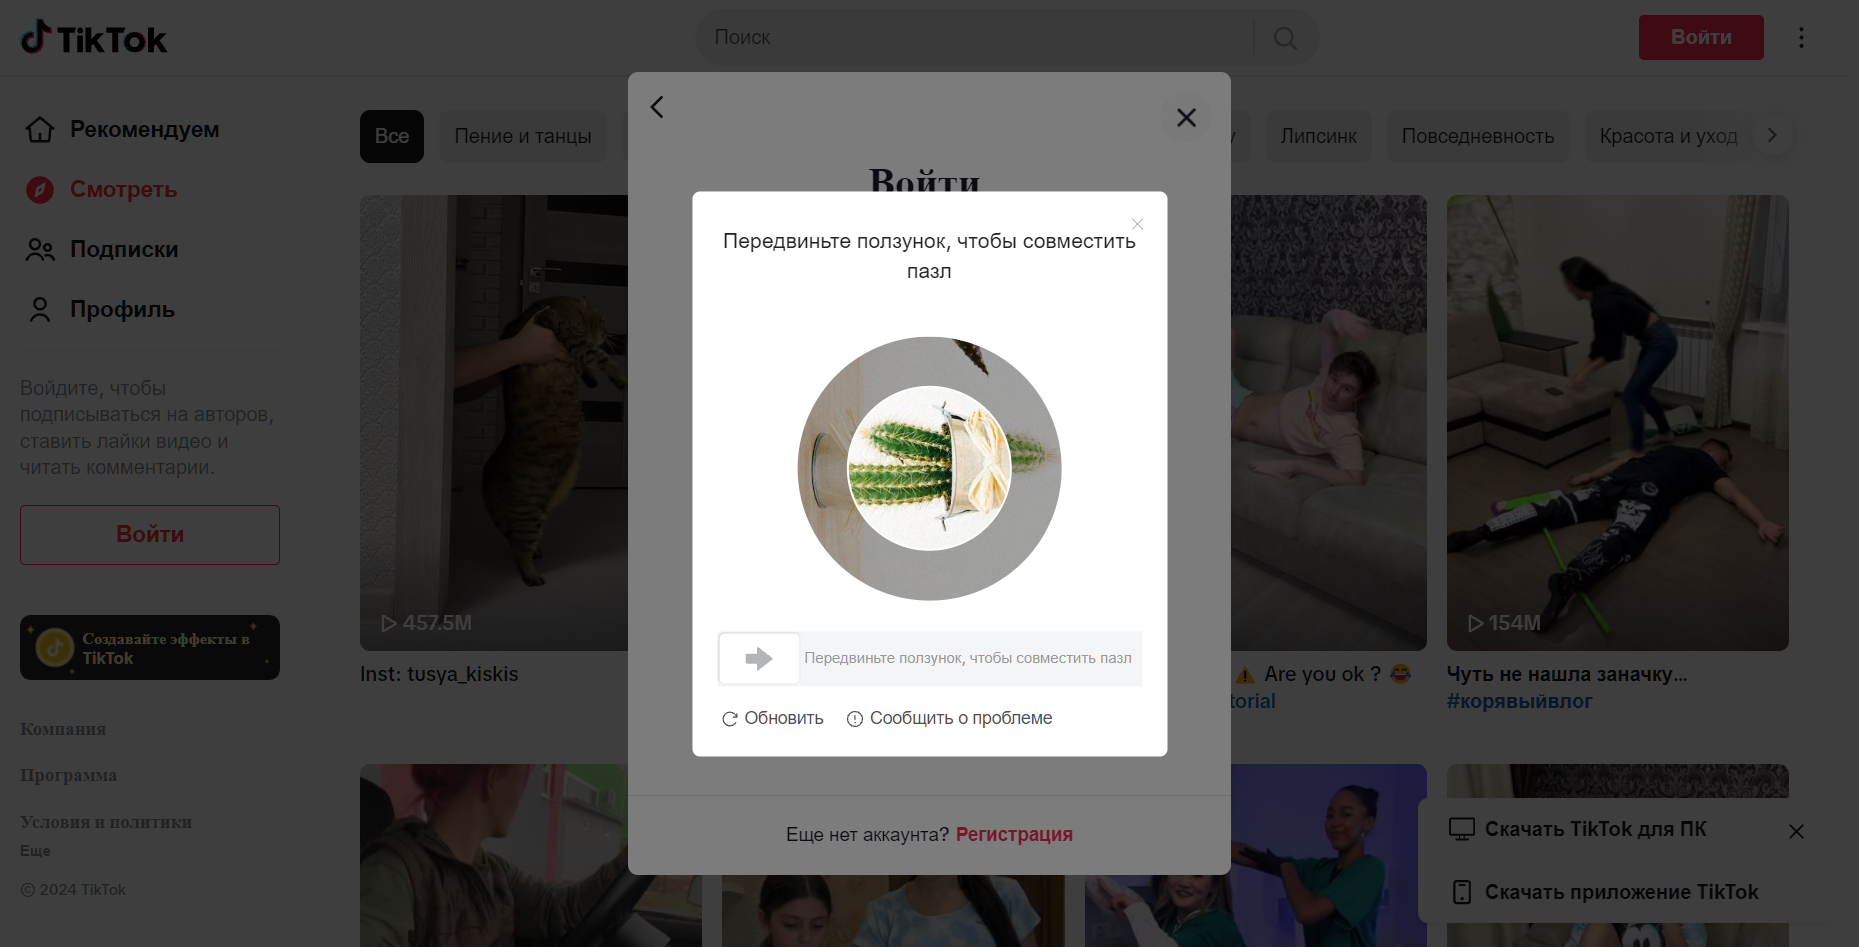 TikTok
Поиск
Войти
Рекомендуем
Смотреть
Подписки
Профиль
Войдите, чтобы
подписываться на авторов,
ставить лайки видео и
читать комментарии.
Войти
Создавайте эффекты в
TikTok
Компания
Программа
Условия и политики
Еще
© 2024 TikTok
Все
Пение и танцы
Липсинк
Повседневность
Красота и уход
Войти
Передвиньте ползунок, чтобы совместить
пазл
Передвиньте ползунок, чтобы совместить пазл
Обновить
Сообщить о проблеме
Еще нет аккаунта? Регистрация
457.5M
Inst: tusya_kiskis
Are you ok ? 😂
154M
Чуть не нашла заначку...
#корявыйвлог
Скачать TikTok для ПК
Скачать приложение TikTok